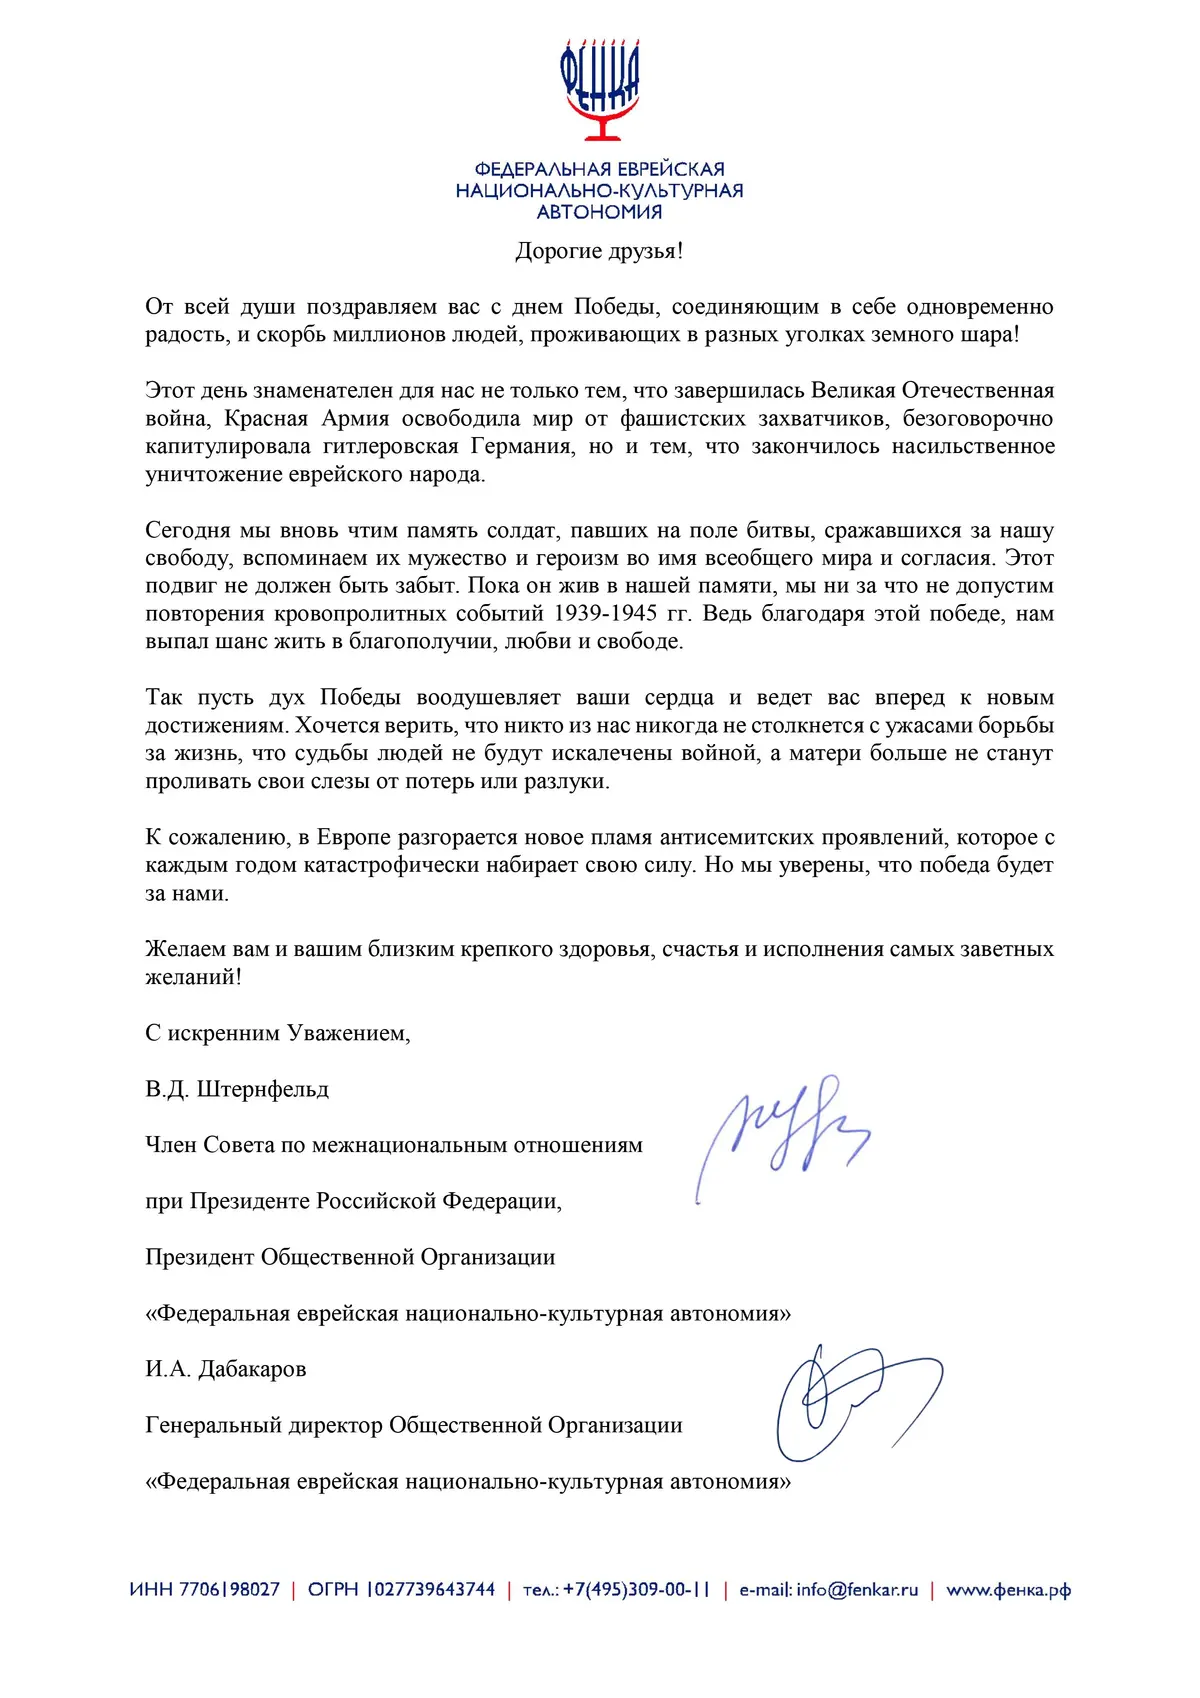 ФЕНКА
ФЕДЕРАЛЬНАЯ ЕВРЕЙСКАЯ
НАЦИОНАЛЬНО-КУЛЬТУРНАЯ
АВТОНОМИЯ
Дорогие друзья!
От всей души поздравляем вас с днем Победы, соединяющим в себе одновременно
радость, и скорбь миллионов людей, проживающих в разных уголках земного шара!
Этот день знаменателен для нас не только тем, что завершилась Великая Отечественная
война, Красная Армия освободила мир от фашистских захватчиков, безоговорочно
капитулировала гитлеровская Германия, но и тем, что закончилось насильственное
уничтожение еврейского народа.
Сегодня мы вновь чтим память солдат, павших на поле битвы, сражавшихся за нашу
свободу, вспоминаем их мужество и героизм во имя всеобщего мира и согласия. Этот
подвиг не должен быть забыт. Пока он жив в нашей памяти, мы ни за что не допустим
повторения кровопролитных событий 1939-1945 гг. Ведь благодаря этой победе, нам
выпал шанс жить в благополучии, любви и свободе.
Так пусть дух Победы воодушевляет ваши сердца и ведет вас вперед к новым
достижениям. Хочется верить, что никто из нас никогда не столкнется с ужасами борьбы
за жизнь, что судьбы людей не будут искалечены войной, а матери больше не станут
проливать свои слезы от потерь или разлуки.
К сожалению, в Европе разгорается новое пламя антисемитских проявлений, которое с
каждым годом катастрофически набирает свою силу. Но мы уверены, что победа будет
за нами.
Желаем вам и вашим близким крепкого здоровья, счастья и исполнения самых заветных
желаний!
С искренним Уважением,
В.Д. Штернфельд
Член Совета по межнациональным отношениям
при Президенте Российской Федерации,
Президент Общественной Организации
«Федеральная еврейская национально-культурная автономия»
И.А. Дабакаров
Генеральный директор Общественной Организации
«Федеральная еврейская национально-культурная автономия»
ИНН 7706198027 | ОГРН 1027739643744 | тел.: +7(495)309-00-11 | e-mail: info@fenkar.ru | www.фенка.рф